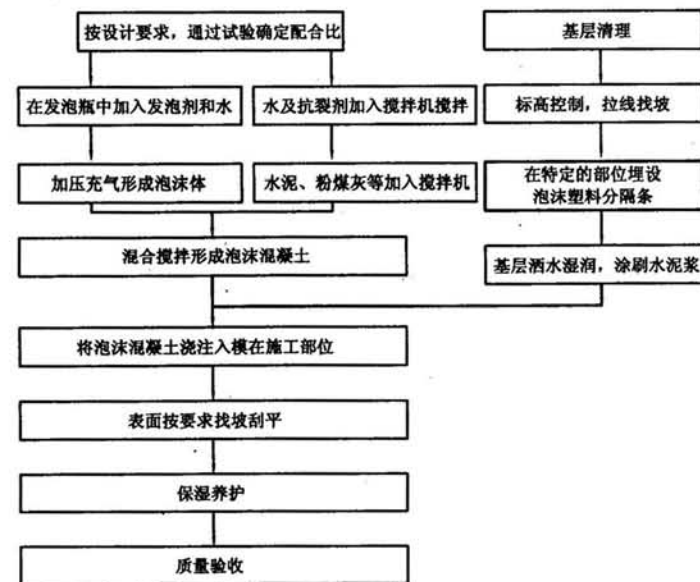 按设计要求，通过试验确定配合比
基层清理
在发泡瓶中加入发泡剂和水
水及抗裂剂加入搅拌机搅拌
标高控制，拉线找坡
加压充气形成泡沫体
水泥、粉煤灰等加入搅拌机
在特定的部位埋设
泡沫塑料分隔条
混合搅拌形成泡沫混凝土
基层洒水湿润，涂刷水泥浆
将泡沫混凝土浇注入模在施工部位
表面按要求找坡刮平
保湿养护
质量验收